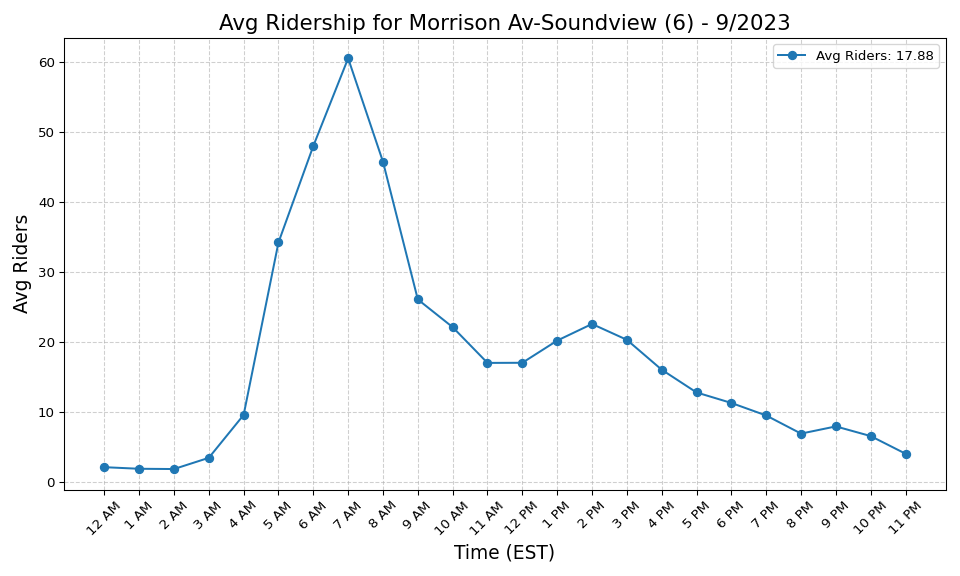 Avg Ridership for Morrison Av-Soundview (6) - 9/2023
Avg Riders: 17.88
60
50
40
30
20
10
0
Avg Riders
12 AM
1 AM
2 AM
3 AM
4 AM
5 AM
6 AM
7 AM
8 AM
9 AM
10 AM
11 AM
12 PM
1 PM
2 PM
3 PM
4 PM
5 PM
6 PM
7 PM
8 PM
9 PM
10 PM
11 PM
Time (EST)